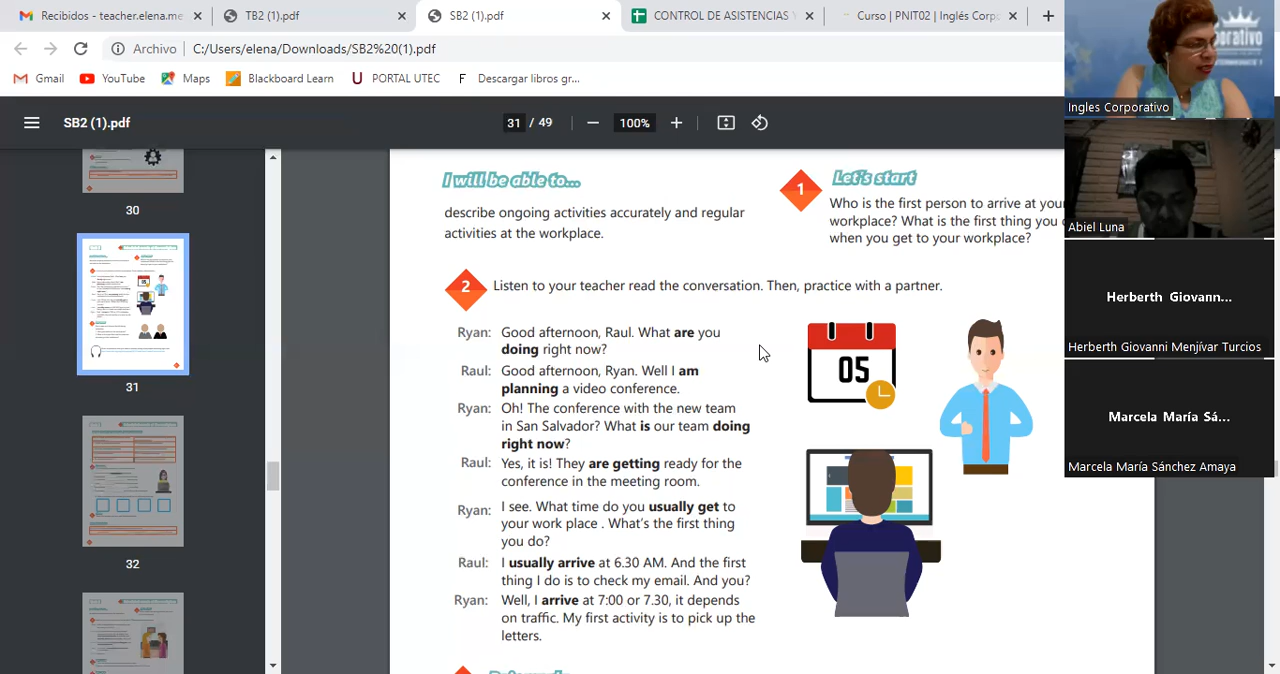 Recibidos - teacher.elena.me
TB2 (1).pdf
SB2 (1).pdf
CONTROL DE ASISTENCIAS Y
Curso | PNIT02 | Inglés Corpo
Archivo
C:/Users/elena/Downloads/SB2%20(1).pdf
Gmail
YouTube
Maps
Blackboard Learn
PORTAL UTEC
Descargar libros gr...
SB2 (1).pdf
31 / 49
100%
30
31
32
I will be able to...
describe ongoing activities accurately and regular
activities at the workplace.
1
Let's start
Who is the first person to arrive at your
workplace? What is the first thing you
when you get to your workplace?
2
Listen to your teacher read the conversation. Then, practice with a partner.
Ryan: Good afternoon, Raul. What are you
doing right now?
Raul: Good afternoon, Ryan. Well I am
planning a video conference.
Ryan: Oh! The conference with the new team
in San Salvador? What is our team doing
right now?
Raul: Yes, it is! They are getting ready for the
conference in the meeting room.
Ryan: I see. What time do you usually get to
your work place . What's the first thing
you do?
Raul: I usually arrive at 6.30 AM. And the first
thing I do is to check my email. And you?
Ryan: Well, I arrive at 7:00 or 7.30, it depends
on traffic. My first activity is to pick up the
letters.
05
Ingles Corporativo
Abiel Luna
Herberth Giovann...
Herberth Giovanni Menjívar Turcios
Marcela María Sá...
Marcela María Sánchez Amaya